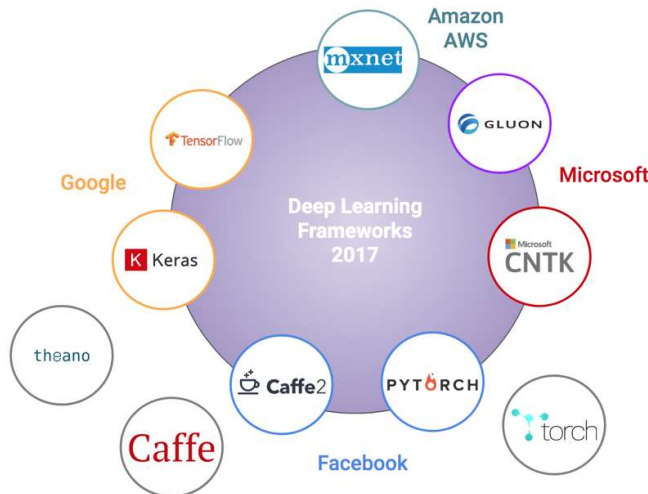 Amazon
AWS
mxnet
TensorFlow
GLUON
Google
Microsoft
Deep Learning
Frameworks
2017
K Keras
Microsoft
CNTK
theano
Caffe2
PYTORCH
Caffe
torch
Facebook